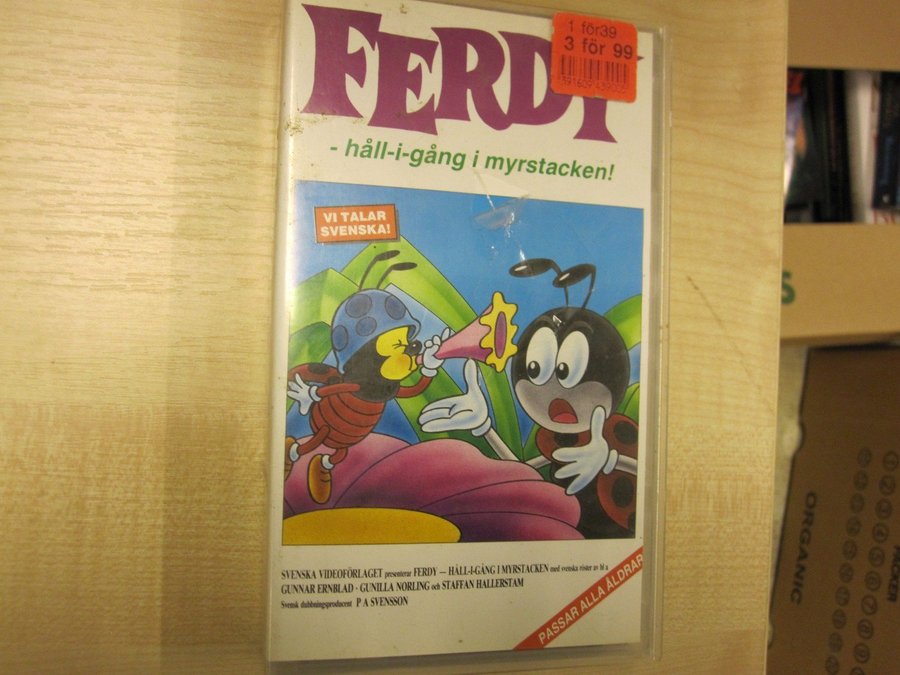 FERDY
1 för39
3 för 99
- håll-i-gång i myrstacken!
VI TALAR
SVENSKA!
SVENSKA VIDEOFÖRLAGET presenterar FERDY — HÅLL-I-GÅNG I MYRSTACKEN med svenska röster av bl a
GUNNAR ERNBLAD · GUNILLA NORLING och STAFFAN HALLERSTAM
Svensk dubbningsproducent P A SVENSSON
PASSAR ALLA ÅLDRAR
ORGANIC